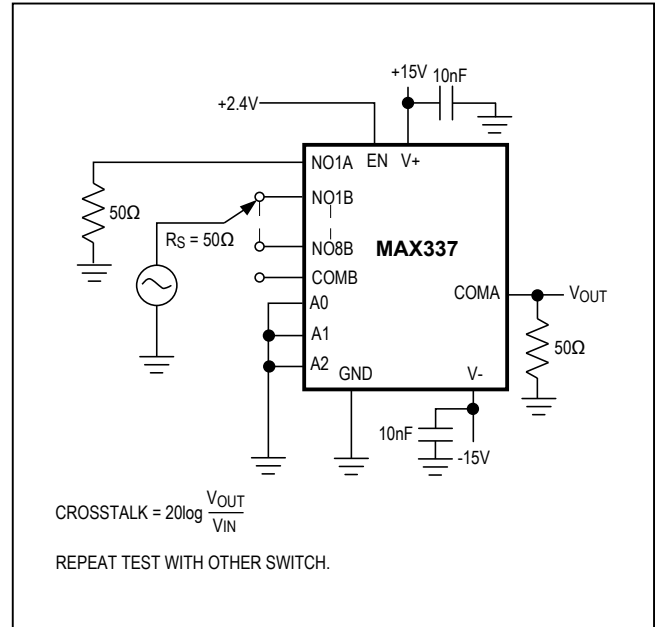 +15V 10nF
+2.4V
EN V+
NO1A
NO1B
50Ω
RS = 50Ω
NO8B
MAX337
COMB
COMA
VOUT
A0
A1
50Ω
A2
GND
V-
10nF
-15V
CROSSTALK = 20log VOUT
VIN
REPEAT TEST WITH OTHER SWITCH.